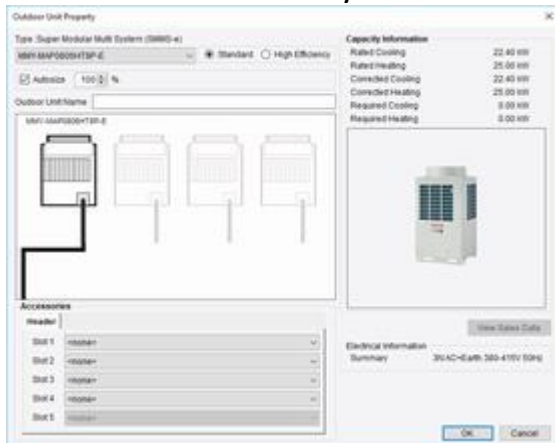 Outdoor Unit Property
Type :Super Modular Multi System (SMMS-e)
MMY-MAP0806HT8P-E
Standard
High Efficiency
Autosize
100
%
Outdoor Unit Name
MMY-MAP0806HT8P-E
Accessories
Header
Slot 1 <none>
Slot 2 <none>
Slot 3 <none>
Slot 4 <none>
Slot 5
Capacity Information
Rated Cooling 22.40 kW
Rated Heating 25.00 kW
Corrected Cooling 22.40 kW
Corrected Heating 25.00 kW
Required Cooling 0.00 kW
Required Heating 0.00 kW
View Sales Data
Electrical Information
Summary 3N/AC+Earth 380-415V 50Hz
OK
Cancel